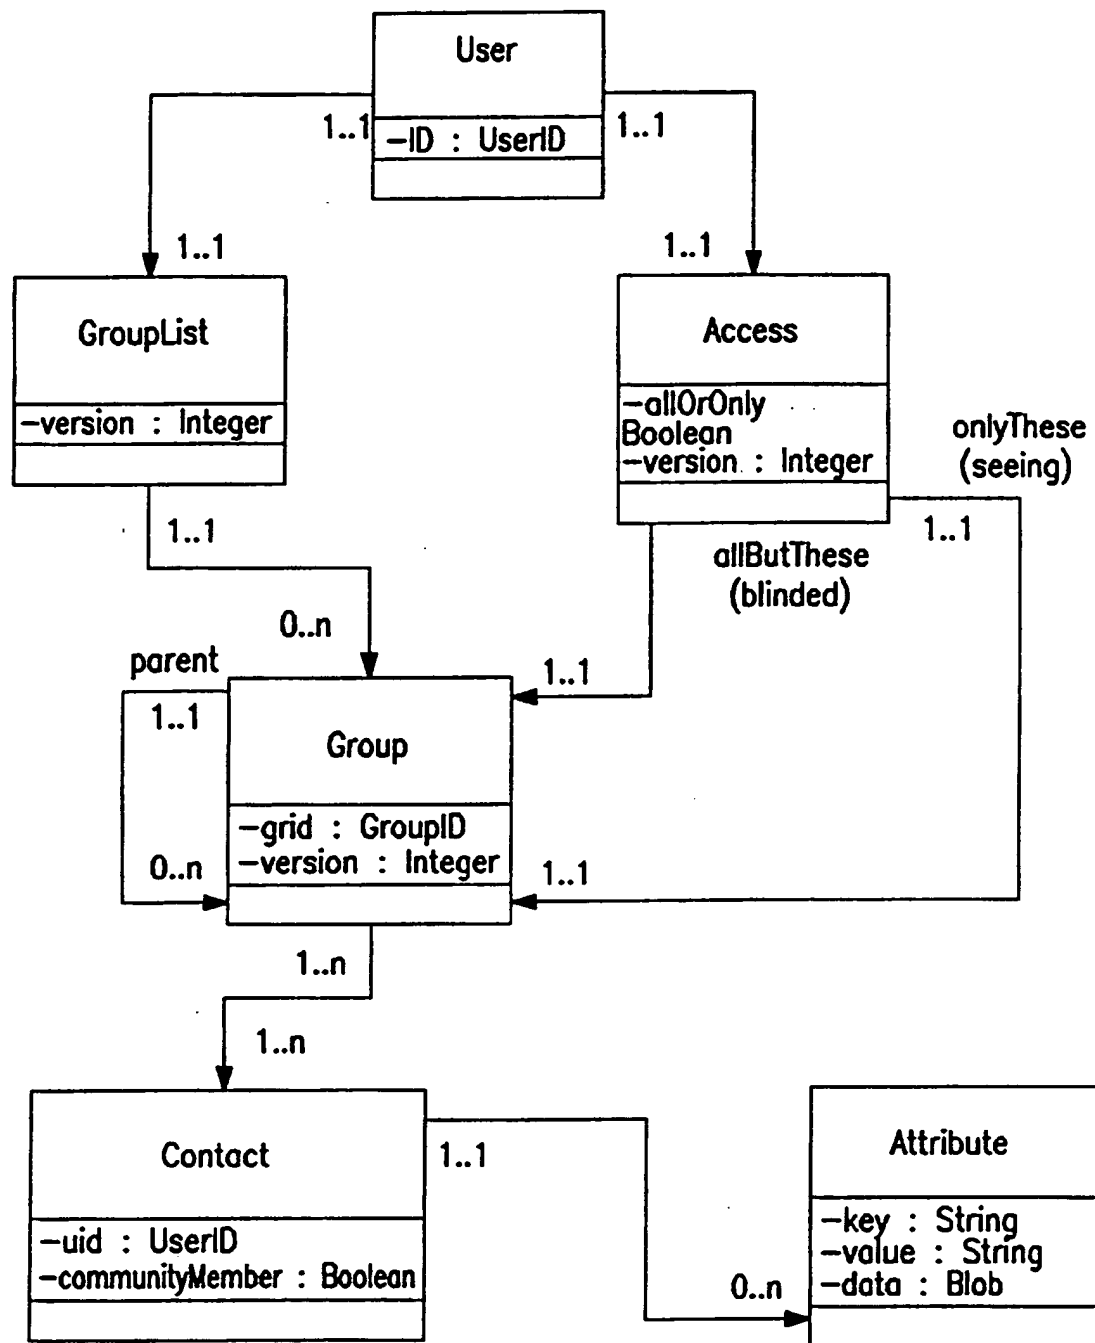 User
1..1
-ID : UserID
1..1
1..1
1..1
GroupList
-version : Integer
Access
-allOrOnly
Boolean
-version : Integer
onlyThese
(seeing)
1..1
1..1
allButThese
(blinded)
0..n
parent
1..1
1..1
Group
-grid : GroupID
-version : Integer
0..n
1..1
1..n
1..n
Contact
-uid : UserID
-communityMember : Boolean
1..1
Attribute
-key : String
-value : String
-data : Blob
0..n